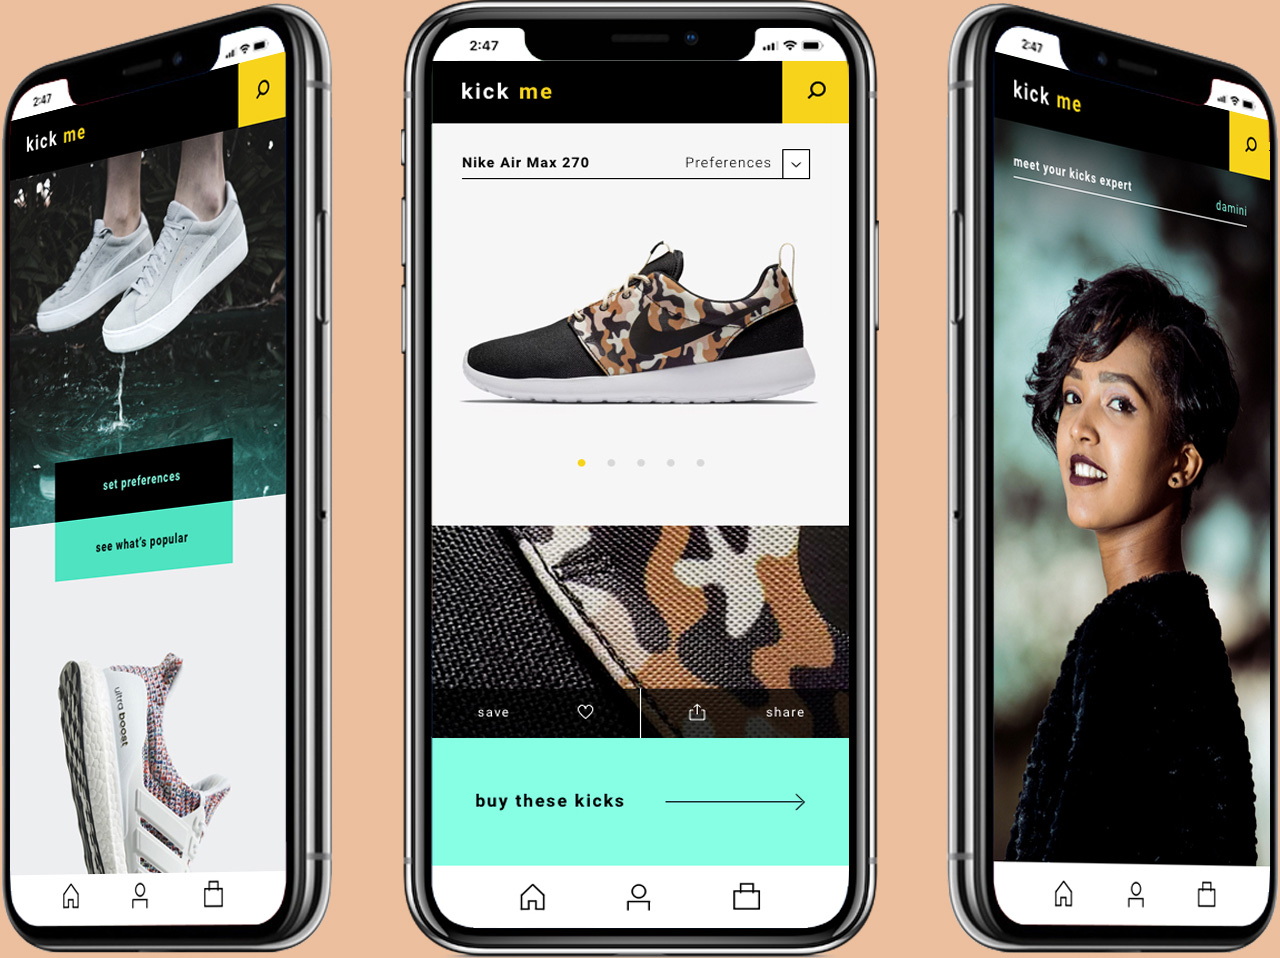 2:47
kick me
set preferences
see what's popular
ultra boost
2:47
kick me
Nike Air Max 270
Preferences
save
share
buy these kicks
2:47
kick me
meet your kicks expert
damini